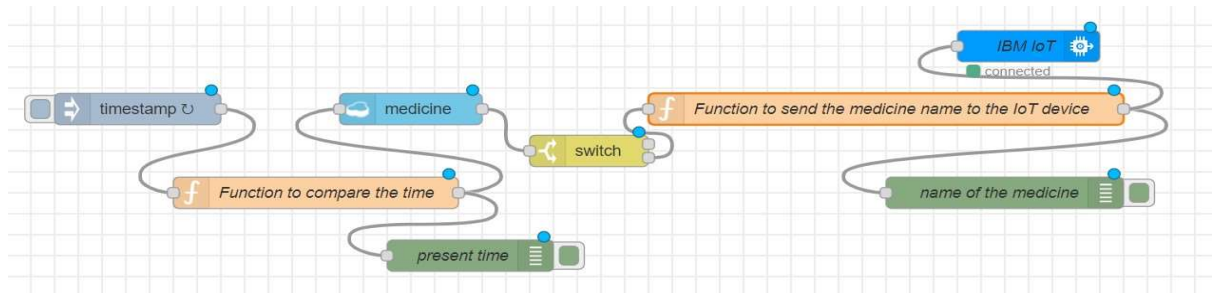 IBM IoT
connected
timestamp ↻
medicine
Function to send the medicine name to the IoT device
switch
Function to compare the time
name of the medicine
present time